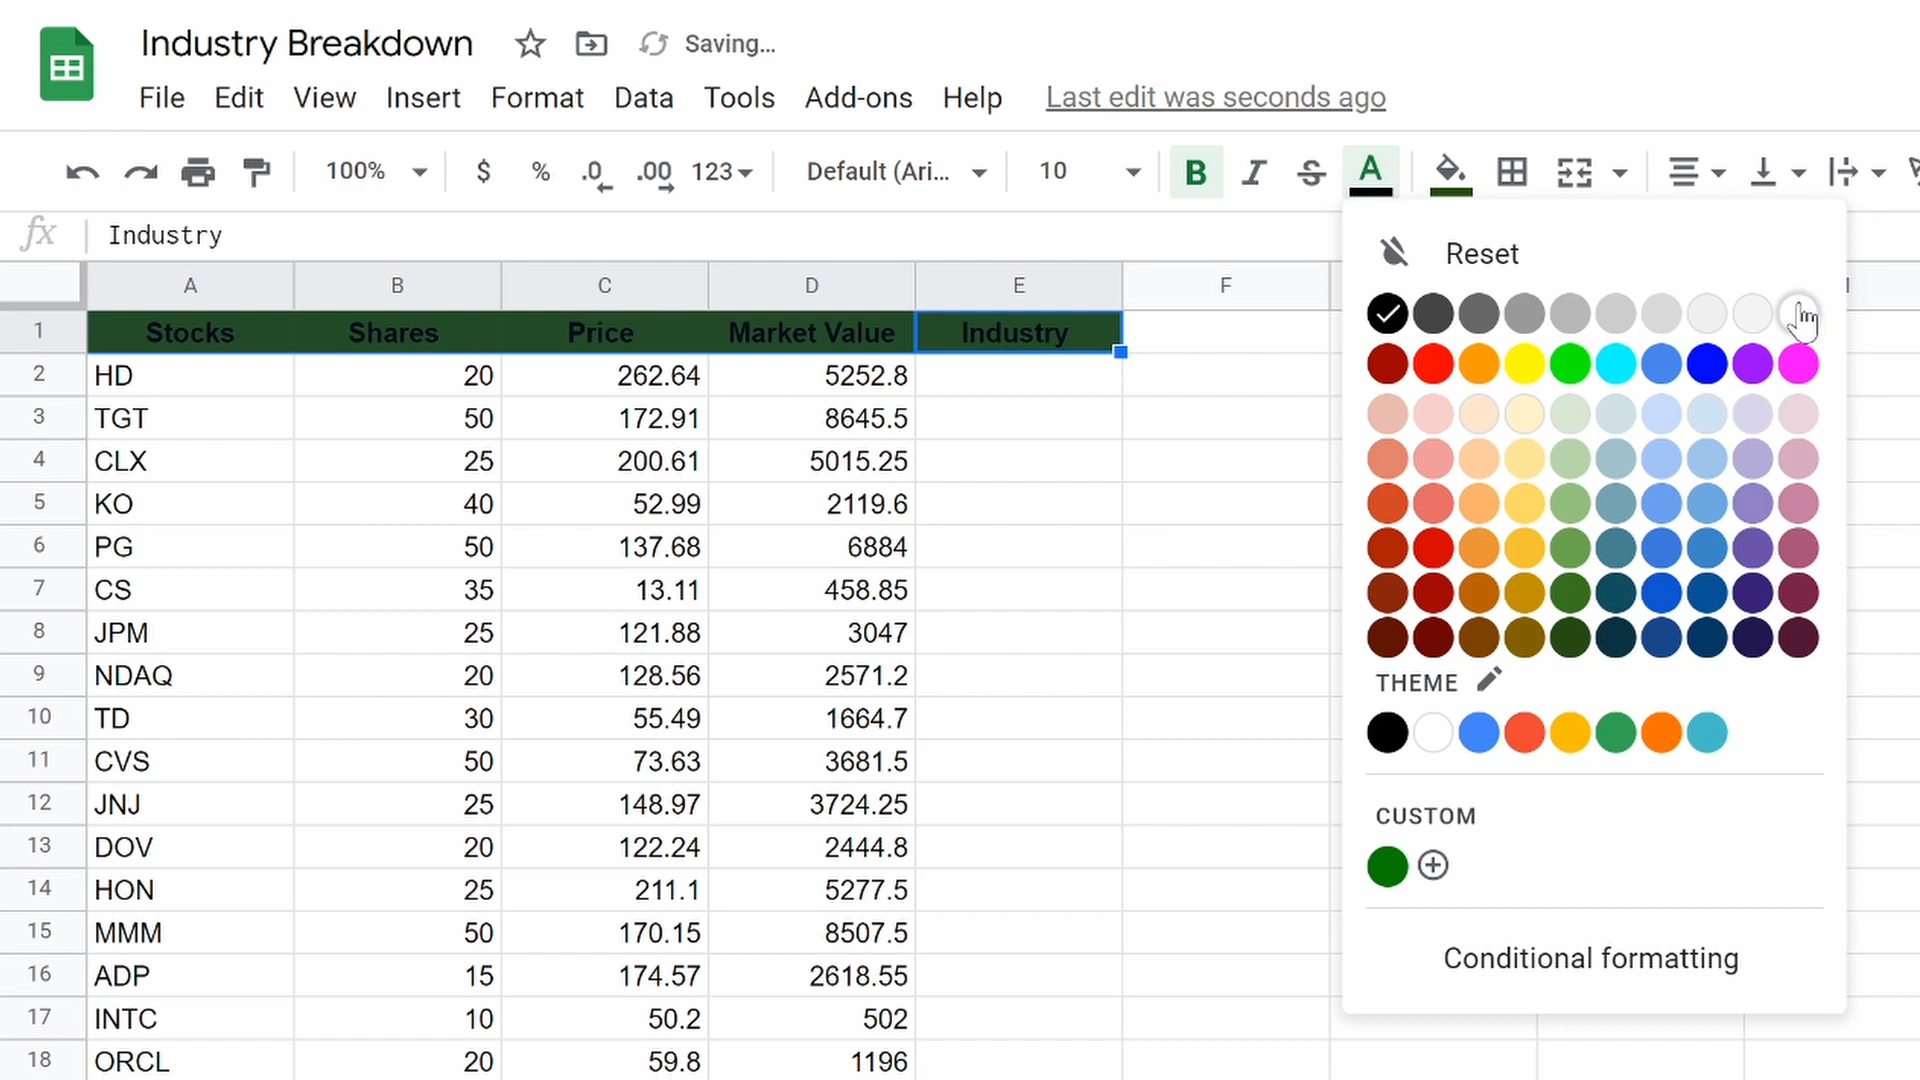 Industry Breakdown Saving...
File Edit View Insert Format Data Tools Add-ons Help Last edit was seconds ago
100% $ % .0 .00 123 Default (Ari... 10 B I S A
fx Industry
A B C D E F
1 Stocks Shares Price Market Value Industry
2 HD 20 262.64 5252.8
3 TGT 50 172.91 8645.5
4 CLX 25 200.61 5015.25
5 KO 40 52.99 2119.6
6 PG 50 137.68 6884
7 CS 35 13.11 458.85
8 JPM 25 121.88 3047
9 NDAQ 20 128.56 2571.2
10 TD 30 55.49 1664.7
11 CVS 50 73.63 3681.5
12 JNJ 25 148.97 3724.25
13 DOV 20 122.24 2444.8
14 HON 25 211.1 5277.5
15 MMM 50 170.15 8507.5
16 ADP 15 174.57 2618.55
17 INTC 10 50.2 502
18 ORCL 20 59.8 1196
Reset
THEME
CUSTOM
Conditional formatting